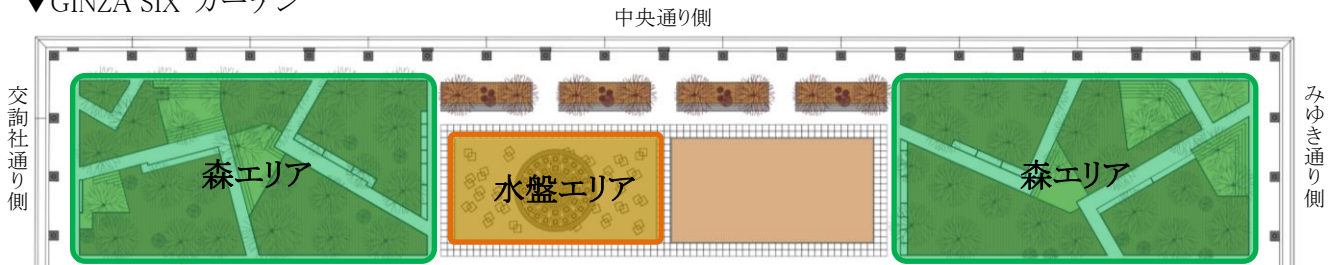 ▼GINZA SIX ガーデン
中央通り側
交詢社通り側
森エリア
水盤エリア
森エリア
みゆき通り側